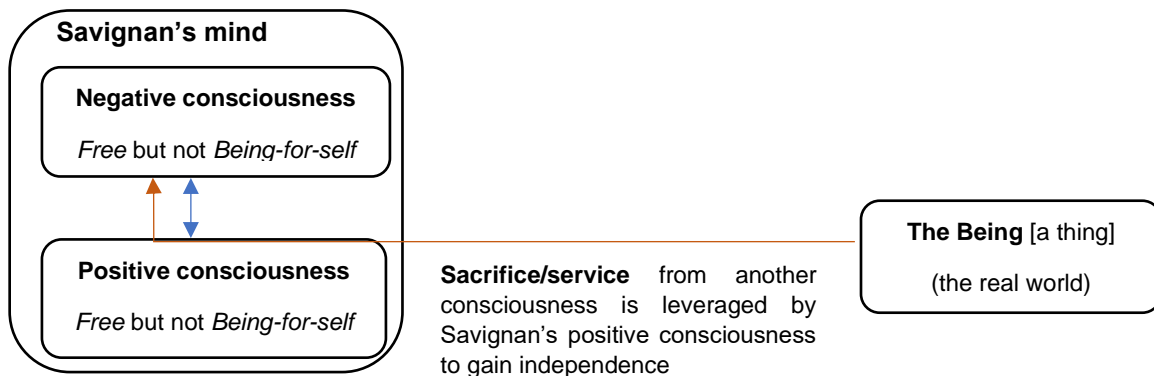 Savignan’s mind
Negative consciousness
Free but not Being-for-self
Positive consciousness
Free but not Being-for-self
Sacrifice/service from another
consciousness is leveraged by
Savignan’s positive consciousness
to gain independence
The Being [a thing]
(the real world)